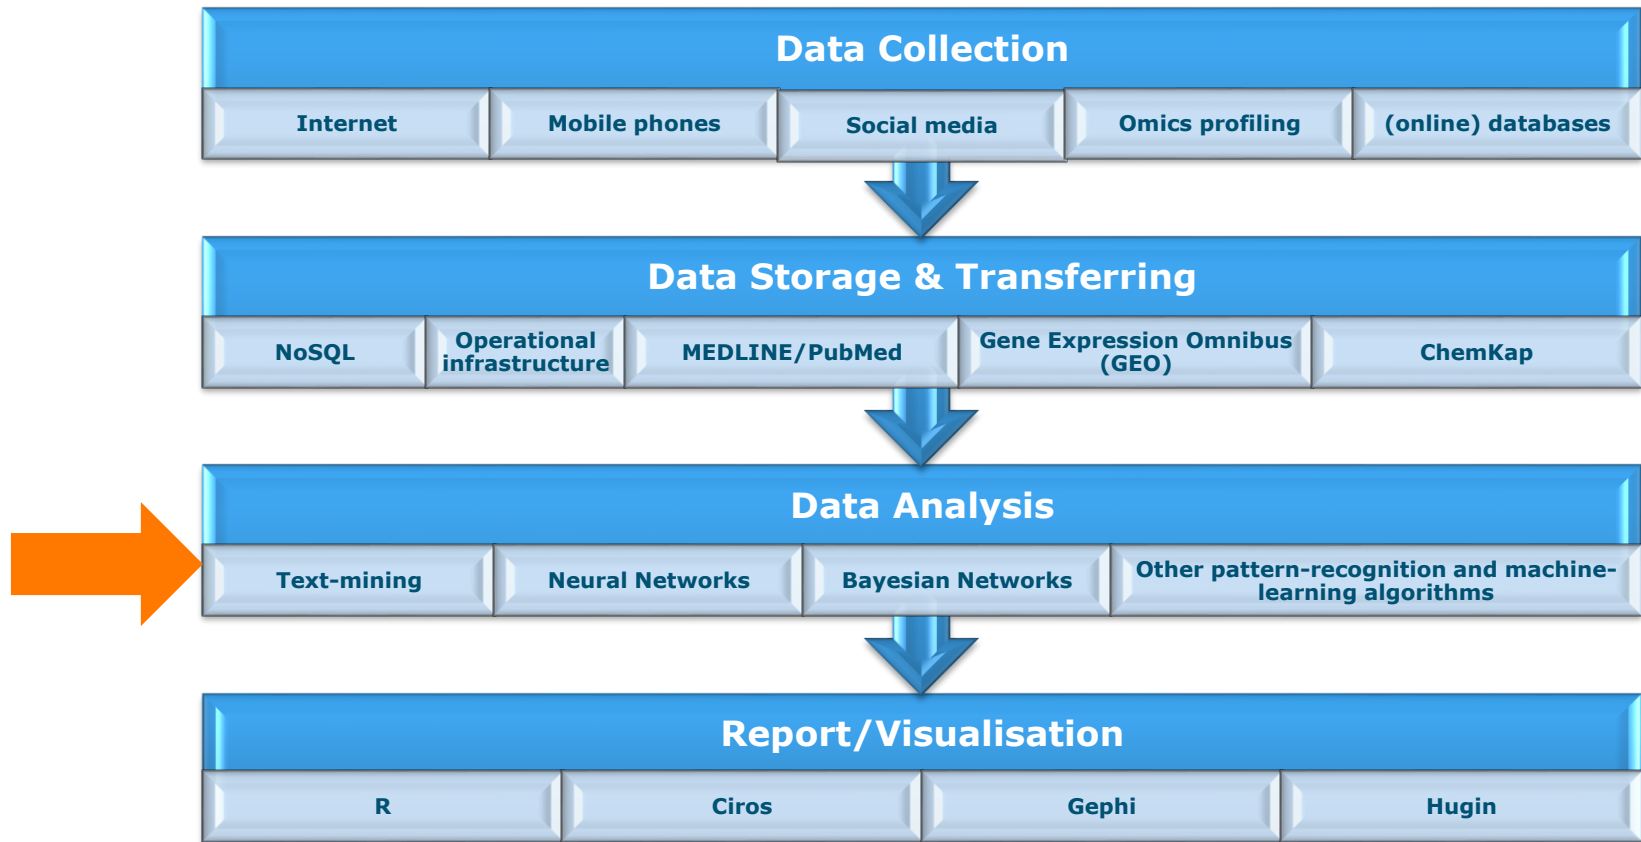 Data Collection
Internet
Mobile phones
Social media
Omics profiling
(online) databases
Data Storage & Transferring
NoSQL
Operational
infrastructure
MEDLINE/PubMed
Gene Expression Omnibus
(GEO)
ChemKap
Data Analysis
Text-mining
Neural Networks
Bayesian Networks
Other pattern-recognition and machine-
learning algorithms
Report/Visualisation
R
Ciros
Gephi
Hugin